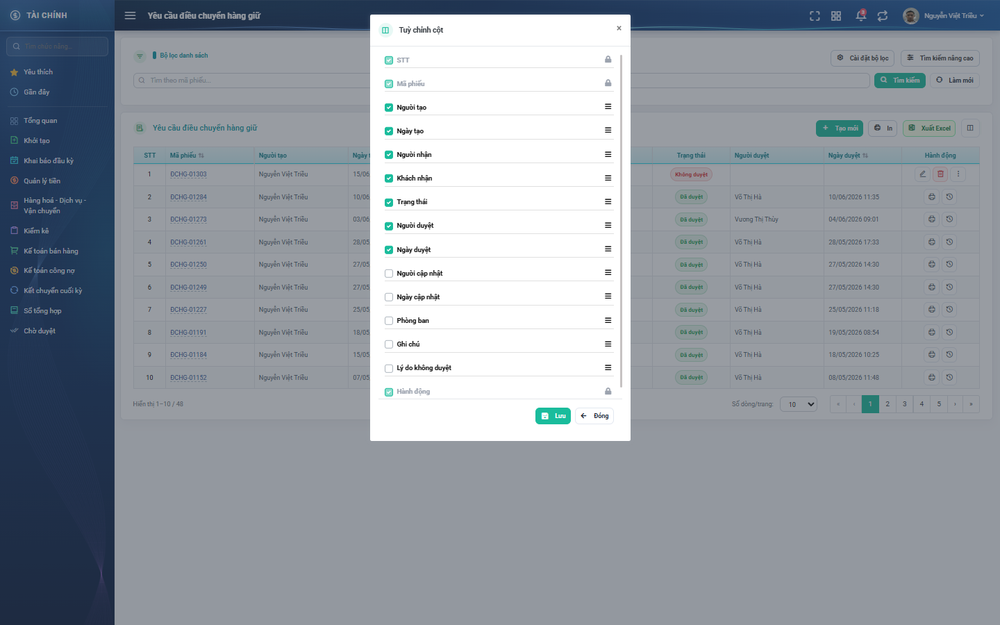 TÀI CHÍNH
Yêu cầu điều chuyển hàng giữ
3
Nguyễn Việt Triều
Tìm chức năng...
Yêu thích
Gần đây
Tổng quan
Khởi tạo
Khai báo đầu kỳ
Quản lý tiền
Hàng hoá - Dịch vụ -
Vận chuyển
Kiểm kê
Kế toán bán hàng
Kế toán công nợ
Kết chuyển cuối kỳ
Sổ tổng hợp
Chờ duyệt
Bộ lọc danh sách
Cài đặt bộ lọc
Tìm kiếm nâng cao
Tìm theo mã phiếu...
Tìm kiếm
Làm mới
Yêu cầu điều chuyển hàng giữ
Tạo mới
In
Xuất Excel
STT Mã phiếu Người tạo Ngày Trạng thái Người duyệt Ngày duyệt Hành động
1 ĐCHG-01303 Nguyễn Việt Triều 15/06 Không duyệt
2 ĐCHG-01284 Nguyễn Việt Triều 10/06 Đã duyệt Võ Thị Hà 10/06/2026 11:35
3 ĐCHG-01273 Nguyễn Việt Triều 03/06 Đã duyệt Vương Thị Thùy 04/06/2026 09:01
4 ĐCHG-01261 Nguyễn Việt Triều 28/05 Đã duyệt Võ Thị Hà 28/05/2026 17:33
5 ĐCHG-01250 Nguyễn Việt Triều 27/05 Đã duyệt Võ Thị Hà 27/05/2026 14:30
6 ĐCHG-01249 Nguyễn Việt Triều 27/05 Đã duyệt Võ Thị Hà 27/05/2026 14:30
7 ĐCHG-01227 Nguyễn Việt Triều 25/05 Đã duyệt Võ Thị Hà 25/05/2026 11:18
8 ĐCHG-01191 Nguyễn Việt Triều 18/05 Đã duyệt Võ Thị Hà 19/05/2026 08:54
9 ĐCHG-01184 Nguyễn Việt Triều 15/05 Đã duyệt Võ Thị Hà 18/05/2026 10:25
10 ĐCHG-01152 Nguyễn Việt Triều 07/05 Đã duyệt Võ Thị Hà 08/05/2026 11:48
Hiển thị 1–10 / 48
Số dòng/trang: 10
« ‹ 1 2 3 4 5 › »
Tuỳ chỉnh cột
×
STT
Mã phiếu
Người tạo
Ngày tạo
Người nhận
Khách nhận
Trạng thái
Người duyệt
Ngày duyệt
Người cập nhật
Ngày cập nhật
Phòng ban
Ghi chú
Lý do không duyệt
Hành động
Lưu
Đóng